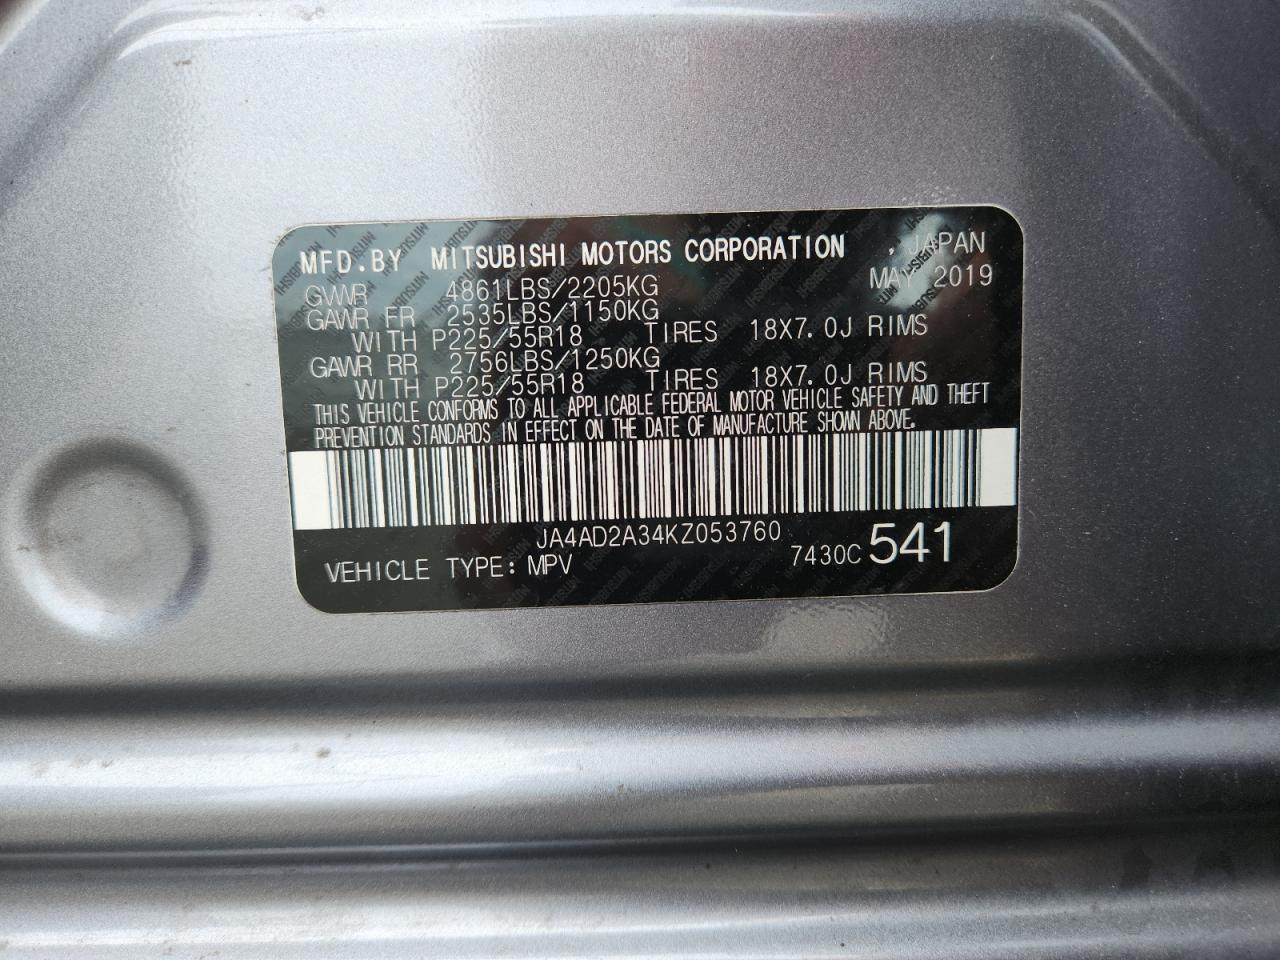 MFD.BY MITSUBISHI MOTORS CORPORATION , JAPAN
GVWR 4861LBS/2205KG MAY 2019
GAWR FR 2535LBS/1150KG
WITH P225/55R18 TIRES 18X7.0J RIMS
GAWR RR 2756LBS/1250KG
WITH P225/55R18 TIRES 18X7.0J RIMS
THIS VEHICLE CONFORMS TO ALL APPLICABLE FEDERAL MOTOR VEHICLE SAFETY AND THEFT
PREVENTION STANDARDS IN EFFECT ON THE DATE OF MANUFACTURE SHOWN ABOVE.
JA4AD2A34KZ053760
VEHICLE TYPE: MPV 7430C 541